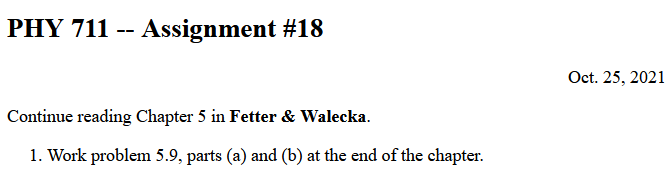 PHY 711 -- Assignment #18
Oct. 25, 2021
Continue reading Chapter 5 in Fetter & Walecka.
1. Work problem 5.9, parts (a) and (b) at the end of the chapter.